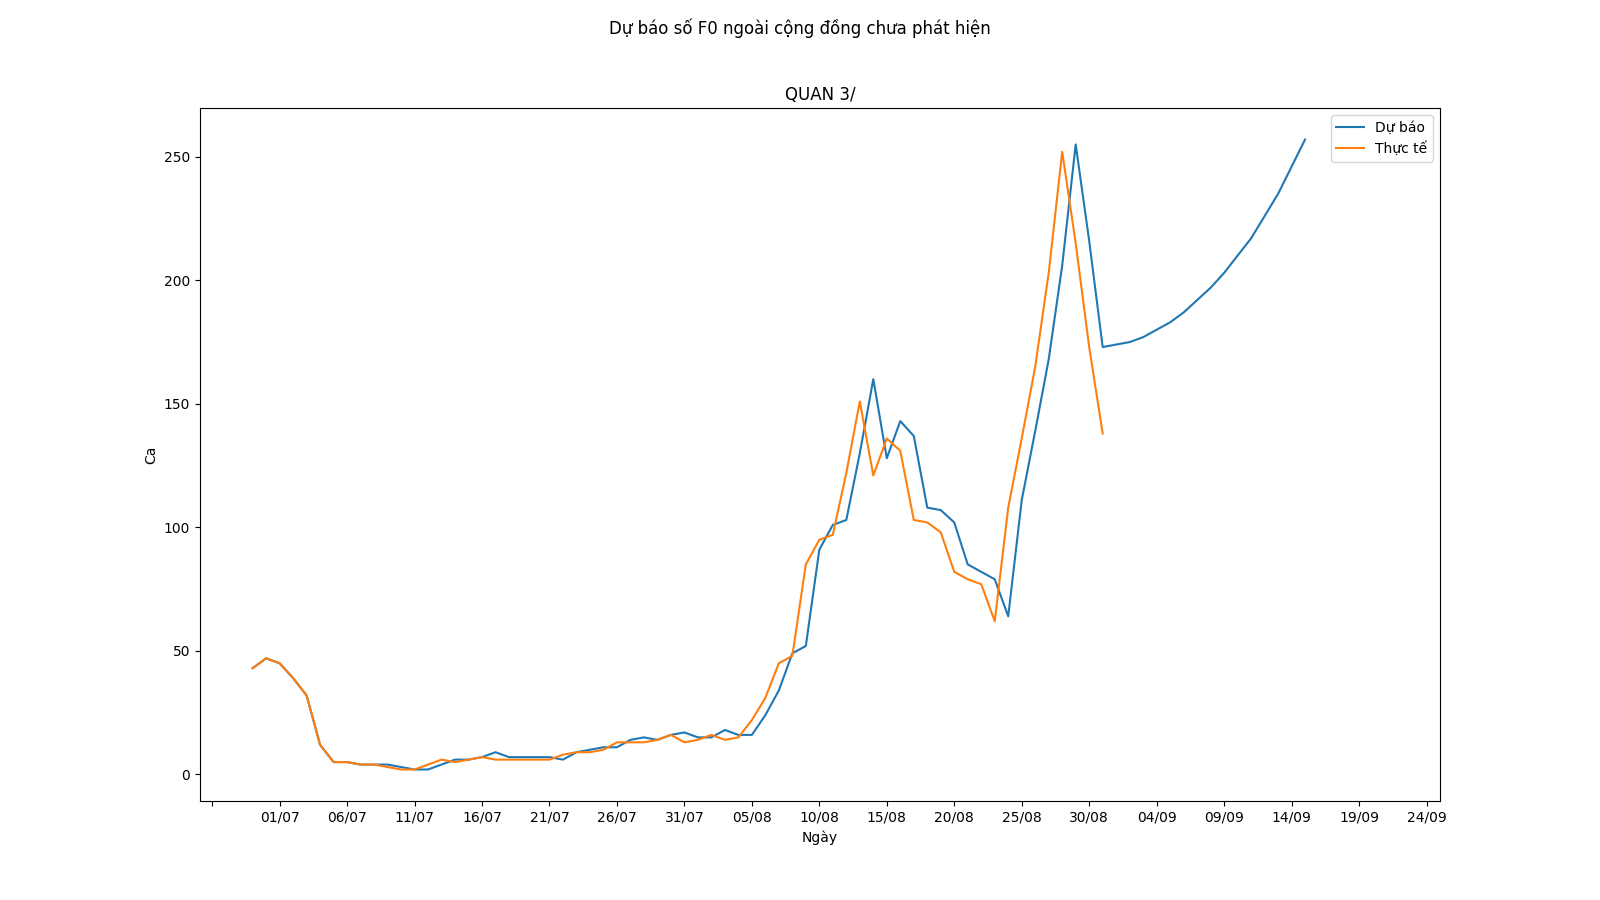 Dự báo số F0 ngoài cộng đồng chưa phát hiện
QUAN 3/
Dự báo
Thực tế
250
200
150
100
50
0
Ca
01/07 06/07 11/07 16/07 21/07 26/07 31/07 05/08 10/08 15/08 20/08 25/08 30/08 04/09 09/09 14/09 19/09 24/09
Ngày